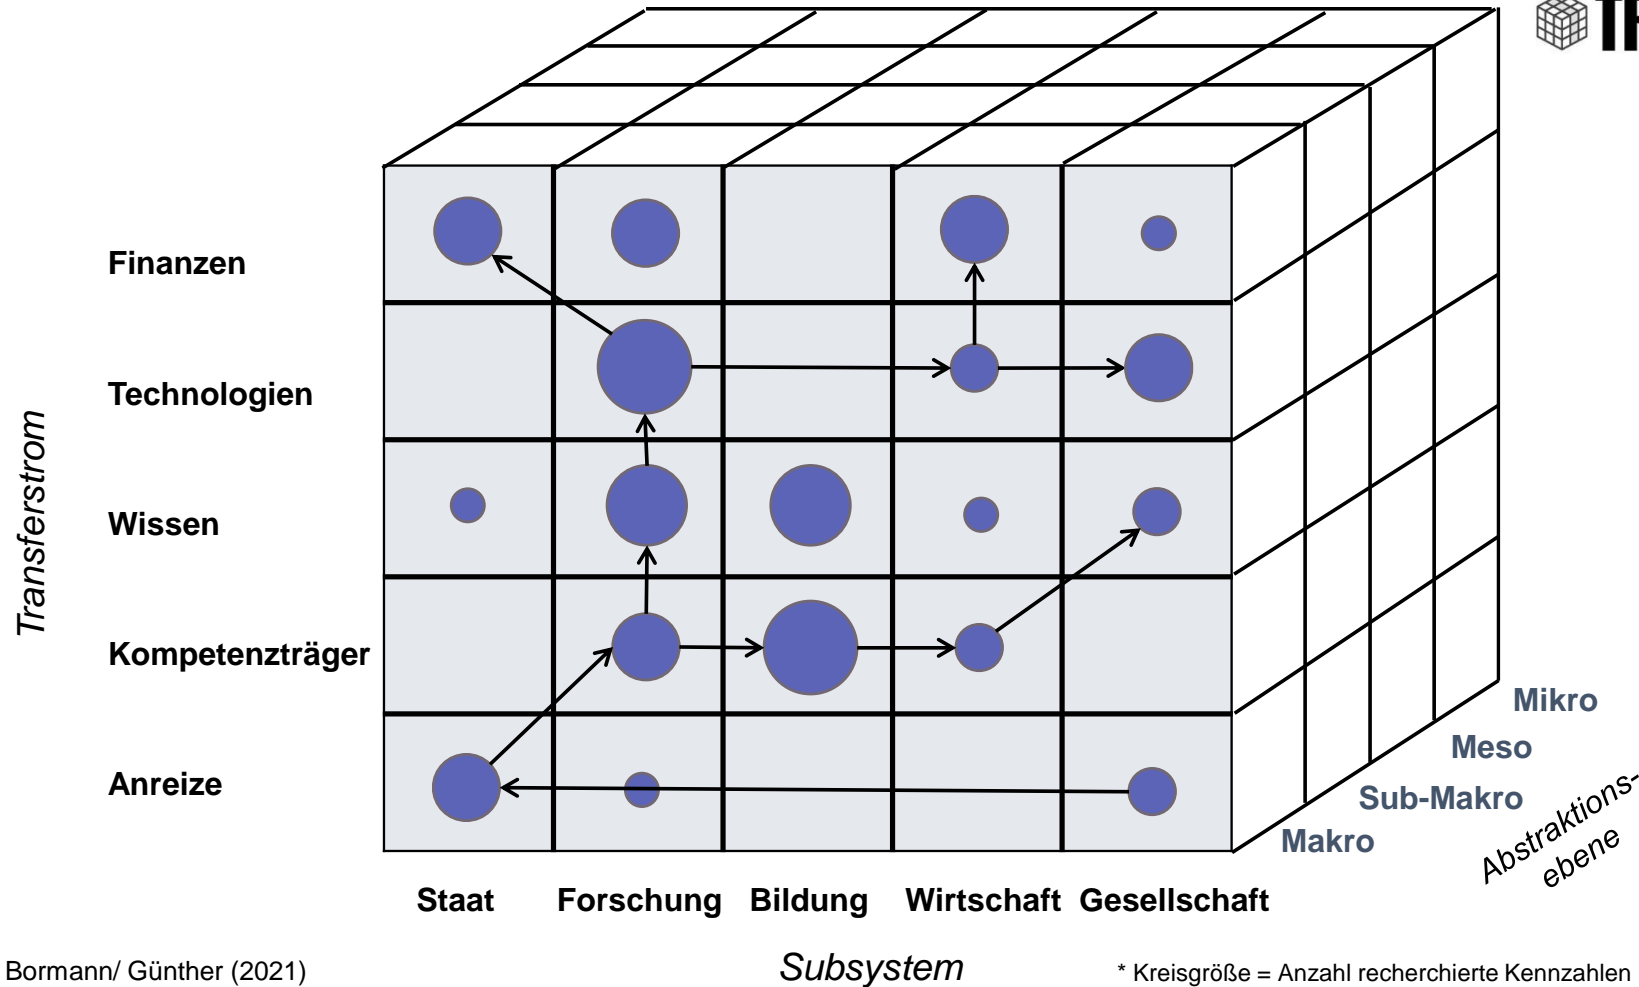 Finanzen
Technologien
Wissen
Kompetenzträger
Anreize
Transferstrom
Mikro
Meso
Sub-Makro
Makro
Abstraktions-
ebene
Staat Forschung Bildung Wirtschaft Gesellschaft
Subsystem
Bormann/ Günther (2021)
* Kreisgröße = Anzahl recherchierte Kennzahlen